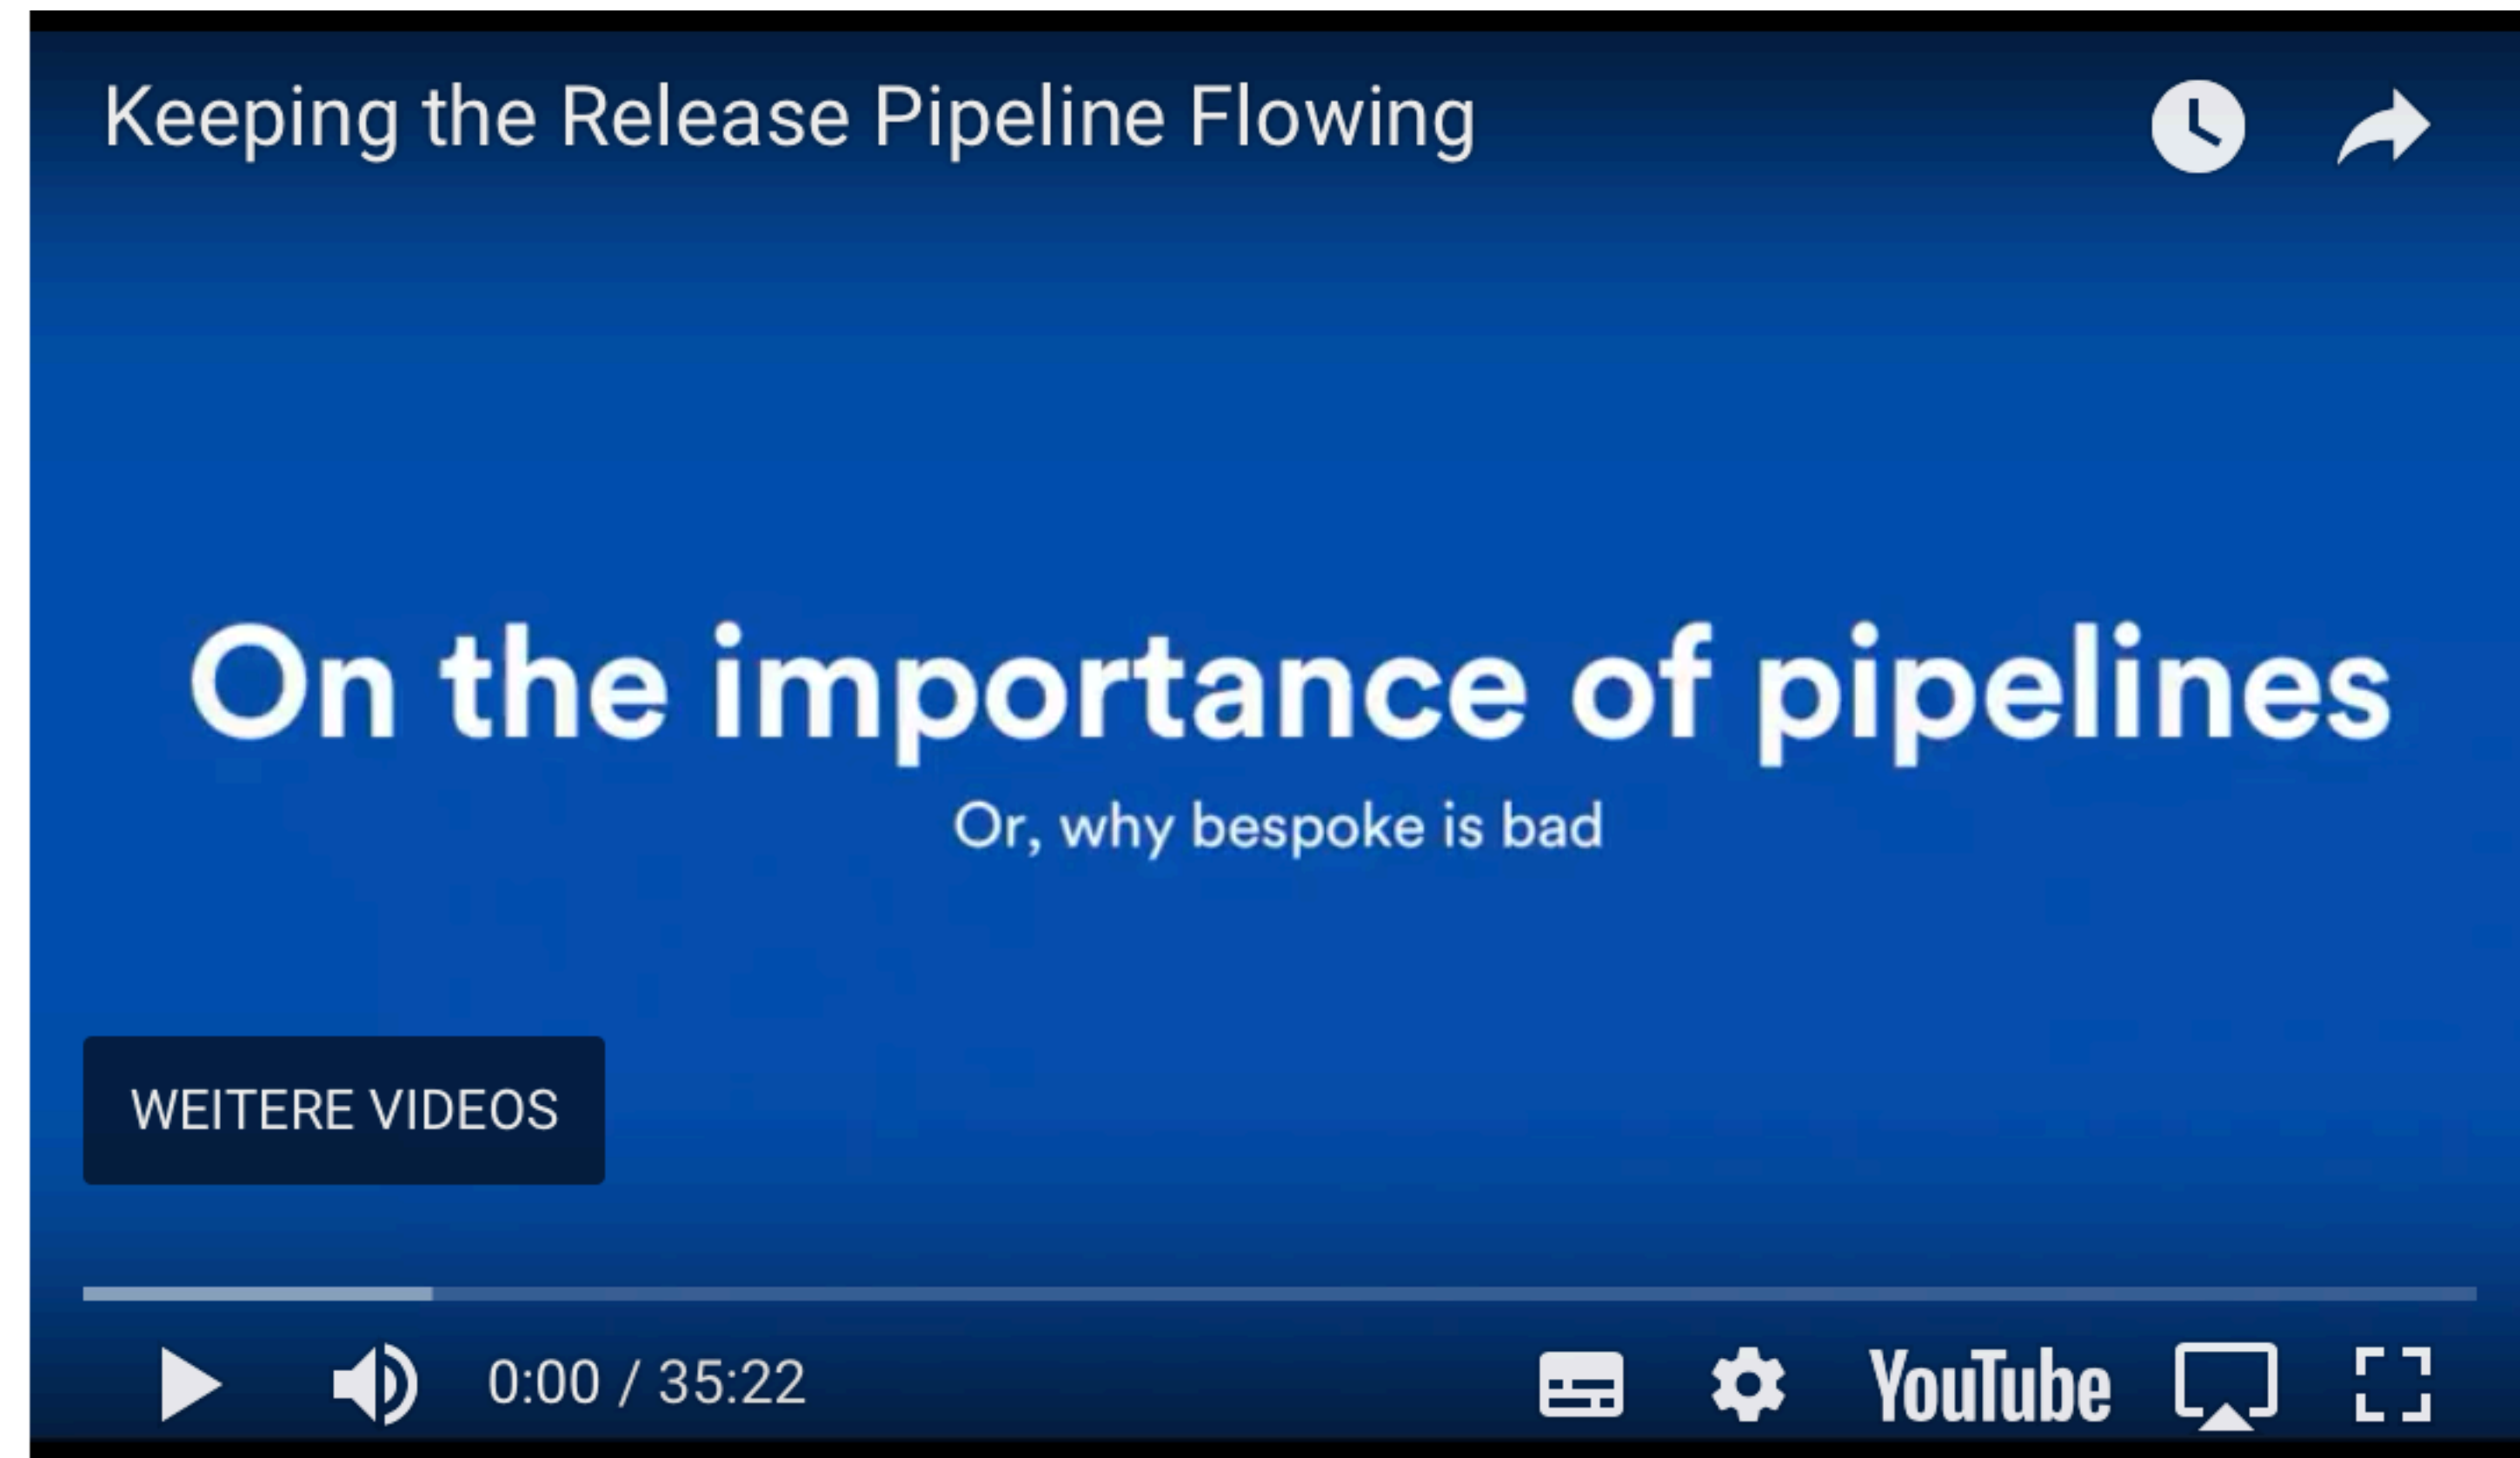 Keeping the Release Pipeline Flowing
On the importance of pipelines
Or, why bespoke is bad
WEITERE VIDEOS
0:00 / 35:22
YouTube